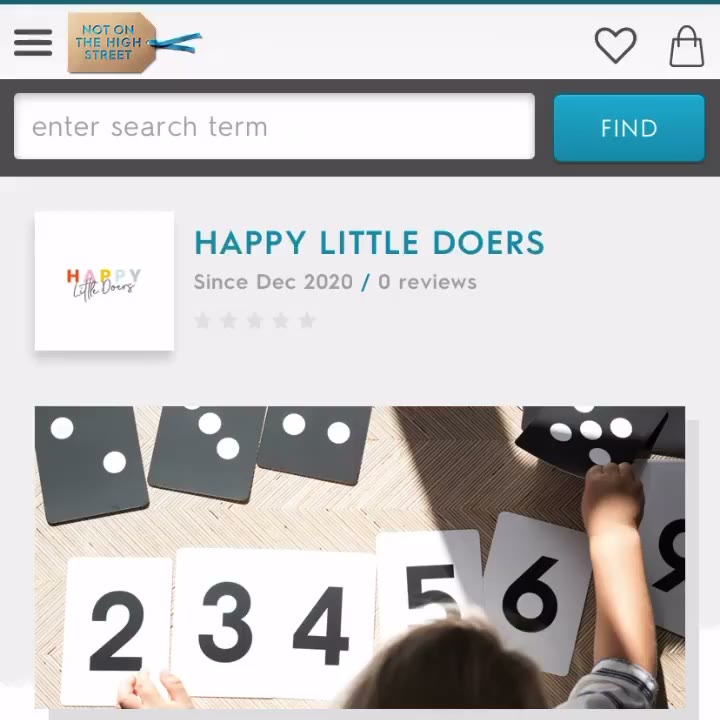 NOT ON
THE HIGH
STREET
enter search term
FIND
HAPPY
Little Doers
HAPPY LITTLE DOERS
Since Dec 2020 / 0 reviews
2 3 4 5 6 9